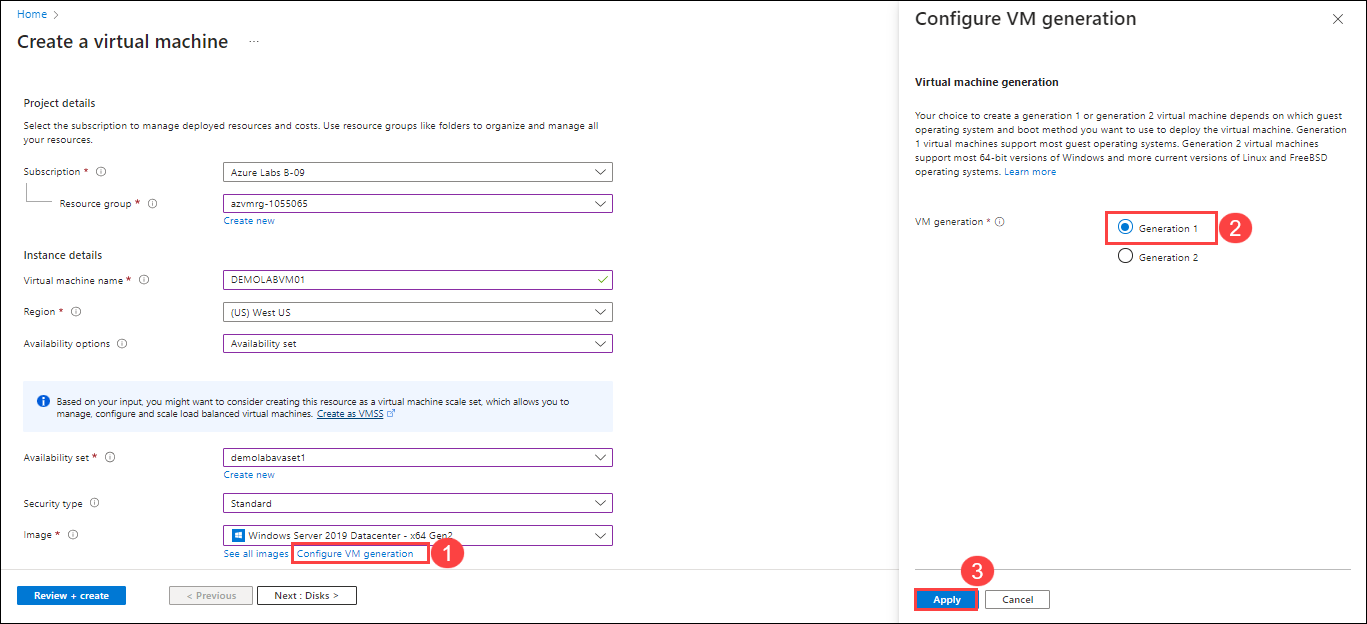 Home
Create a virtual machine ...
Project details
Select the subscription to manage deployed resources and costs. Use resource groups like folders to organize and manage all
your resources.
Subscription * Azure Labs B-09
Resource group * azvmrg-1055065
Create new
Instance details
Virtual machine name * DEMOLABVM01
Region * (US) West US
Availability options Availability set
Based on your input, you might want to consider creating this resource as a virtual machine scale set, which allows you to
manage, configure and scale load balanced virtual machines. Create as VMSS
Availability set * demolabavaset1
Create new
Security type Standard
Image * Windows Server 2019 Datacenter - x64 Gen2
See all images Configure VM generation 1
Review + create < Previous Next : Disks >
Configure VM generation
Virtual machine generation
Your choice to create a generation 1 or generation 2 virtual machine depends on which guest
operating system and boot method you want to use to deploy the virtual machine. Generation
1 virtual machines support most guest operating systems. Generation 2 virtual machines
support most 64-bit versions of Windows and more current versions of Linux and FreeBSD
operating systems. Learn more
VM generation * Generation 1 2
Generation 2
3
Apply Cancel